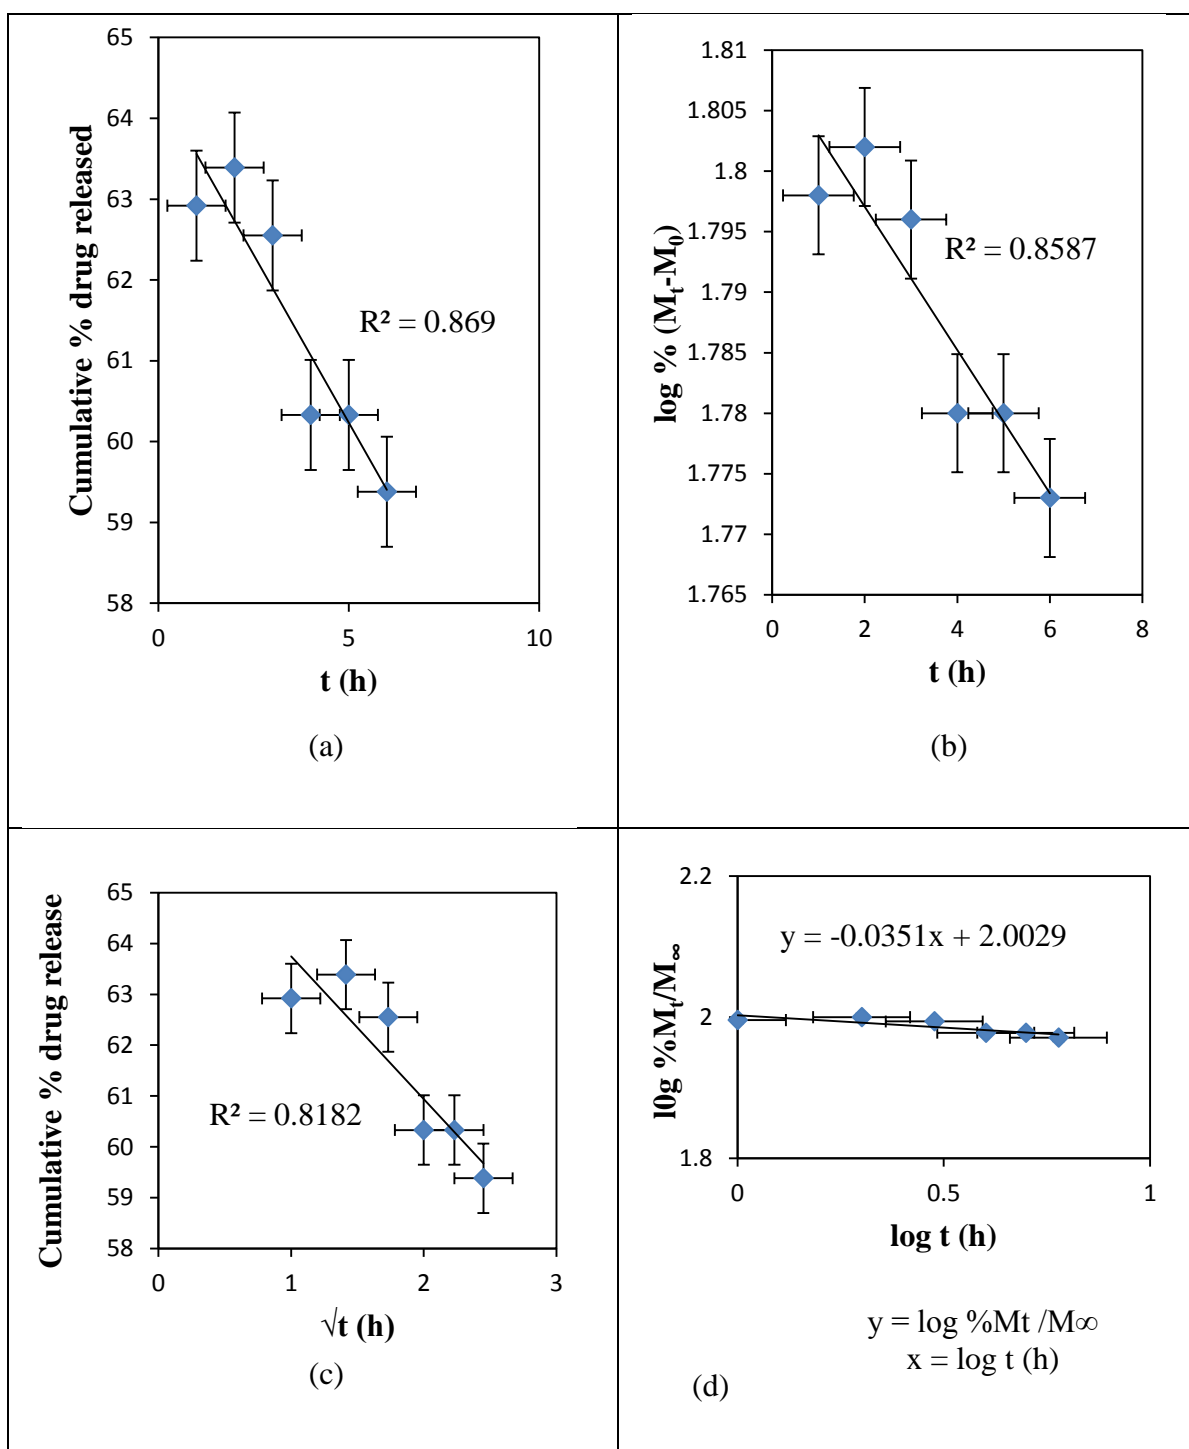 Cumulative % drug released
65
64
63
62
61
60
59
58
R² = 0.869
0
5
10
t (h)
(a)
log % (Mₜ-M₀)
1.81
1.805
1.8
1.795
1.79
1.785
1.78
1.775
1.77
1.765
R² = 0.8587
0
2
4
6
8
t (h)
(b)
Cumulative % drug release
65
64
63
62
61
60
59
58
R² = 0.8182
0
1
2
3
√t (h)
(c)
l0g %Mₜ/M∞
2.2
2
1.8
y = -0.0351x + 2.0029
0
0.5
1
log t (h)
y = log %Mt /M∞
x = log t (h)
(d)